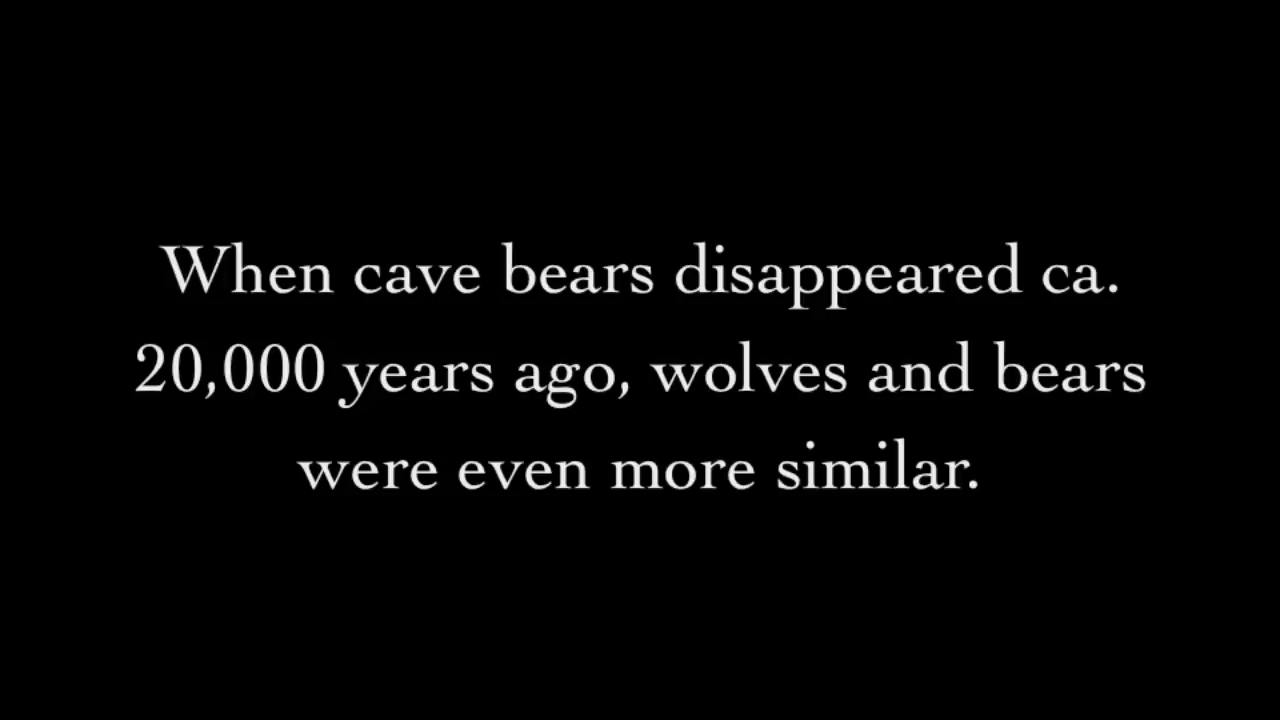 When cave bears disappeared ca.
20,000 years ago, wolves and bears
were even more similar.